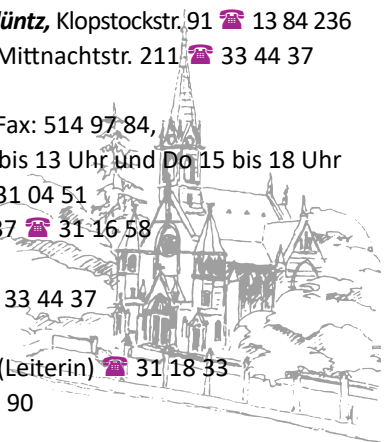 üntz, Klopstockstr. 91 ☎ 13 84 236
Mittnachtstr. 211 ☎ 33 44 37
Fax: 514 97 84,
bis 13 Uhr und Do 15 bis 18 Uhr
31 04 51
37 ☎ 31 16 58
33 44 37
(Leiterin) ☎ 31 18 33
90